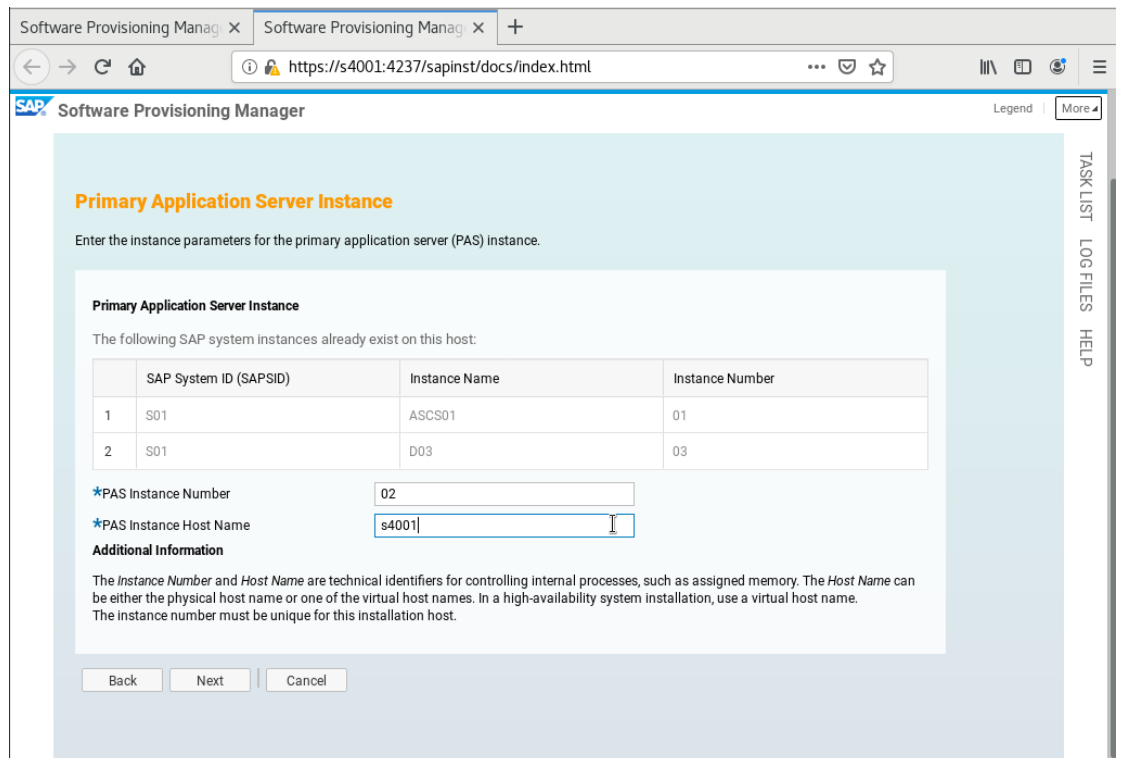 Software Provisioning Manag
Software Provisioning Manag
https://s4001:4237/sapinst/docs/index.html
SAP Software Provisioning Manager
Legend
More
TASK LIST
LOG FILES
HELP
Primary Application Server Instance
Enter the instance parameters for the primary application server (PAS) instance.
Primary Application Server Instance
The following SAP system instances already exist on this host:
SAP System ID (SAPSID) Instance Name Instance Number
1 S01 ASCS01 01
2 S01 D03 03
*PAS Instance Number 02
*PAS Instance Host Name s4001
Additional Information
The Instance Number and Host Name are technical identifiers for controlling internal processes, such as assigned memory. The Host Name can
be either the physical host name or one of the virtual host names. In a high-availability system installation, use a virtual host name.
The instance number must be unique for this installation host.
Back Next Cancel